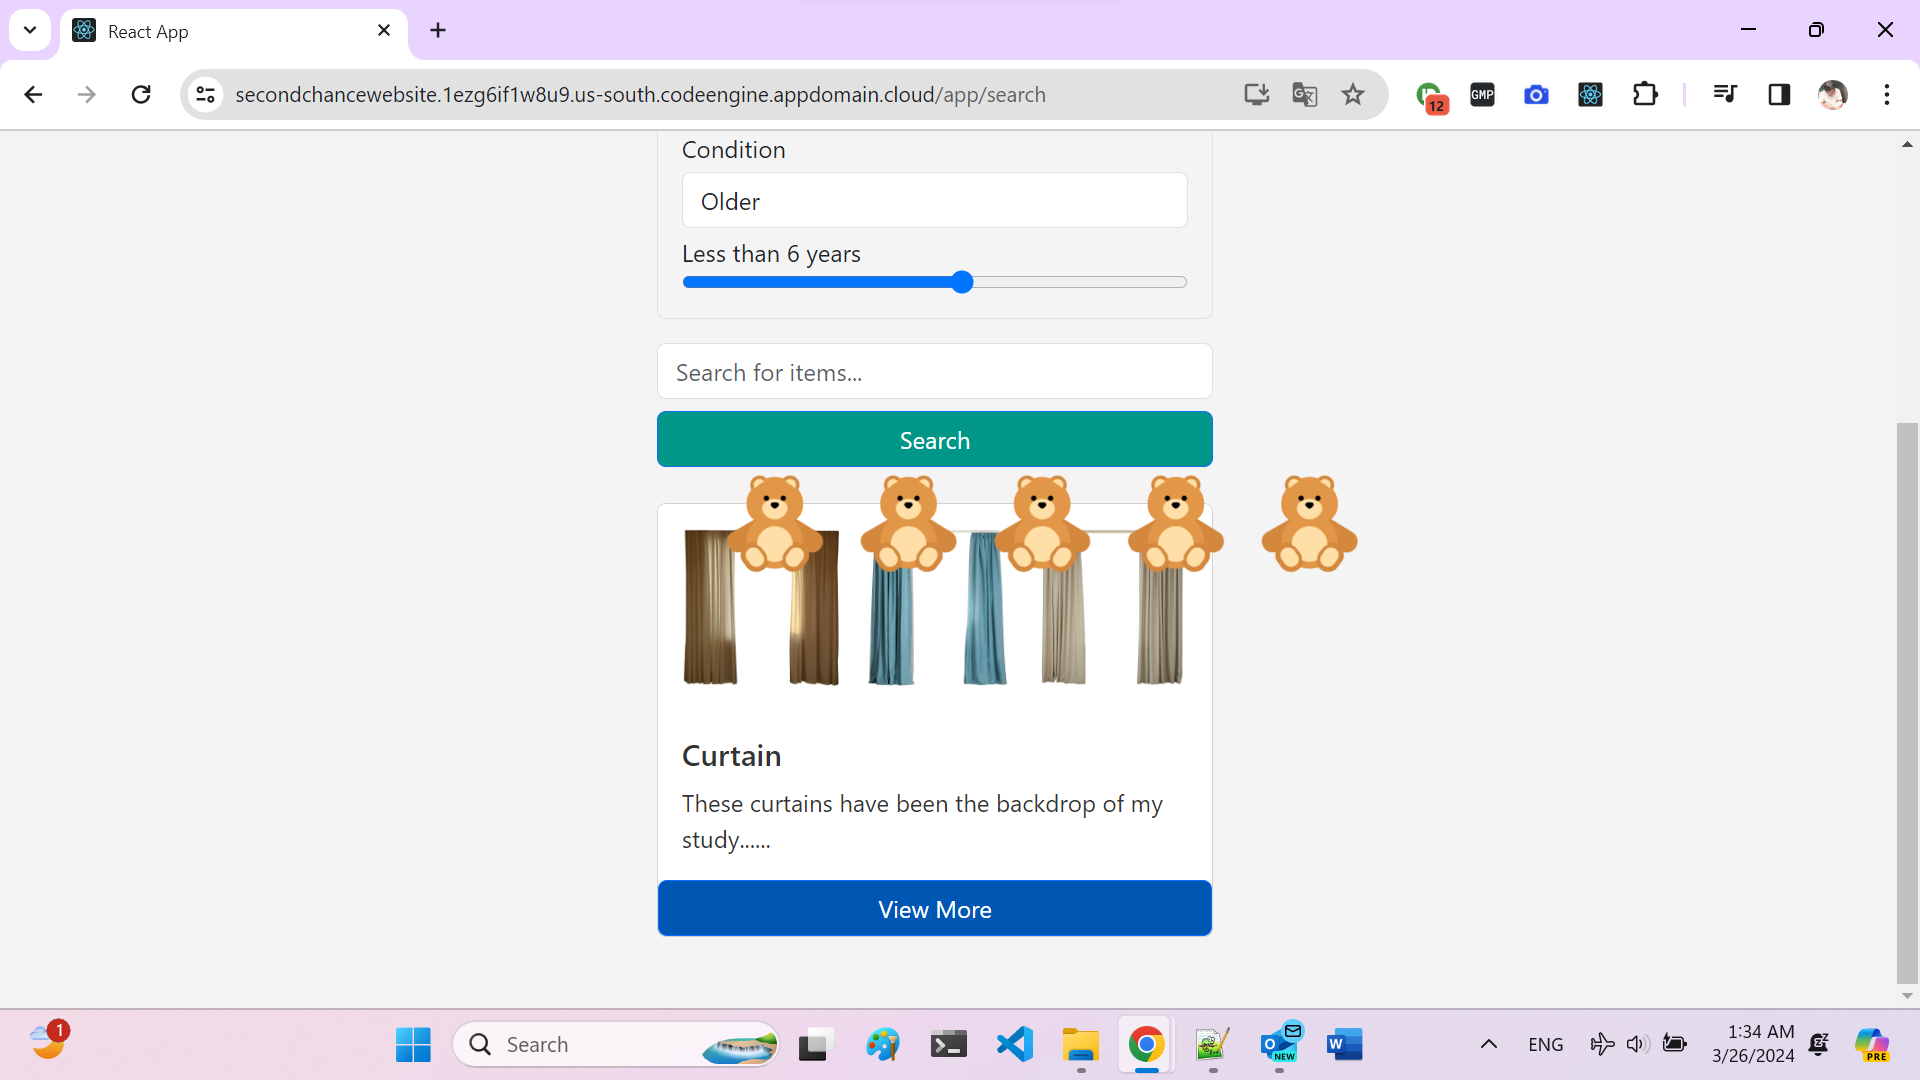 React App
secondchancewebsite.1ezg6if1w8u9.us-south.codeengine.appdomain.cloud/app/search
12
GMP
Condition
Older
Less than 6 years
Search for items...
Search
Curtain
These curtains have been the backdrop of my
study......
View More
1
Search
NEW
ENG
1:34 AM
3/26/2024
PRE